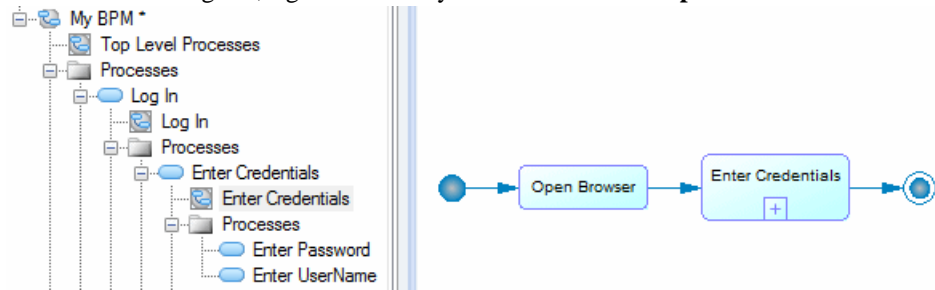 My BPM *
Top Level Processes
Processes
Log In
Log In
Processes
Enter Credentials
Enter Credentials
Processes
Enter Password
Enter UserName
Open Browser
Enter Credentials